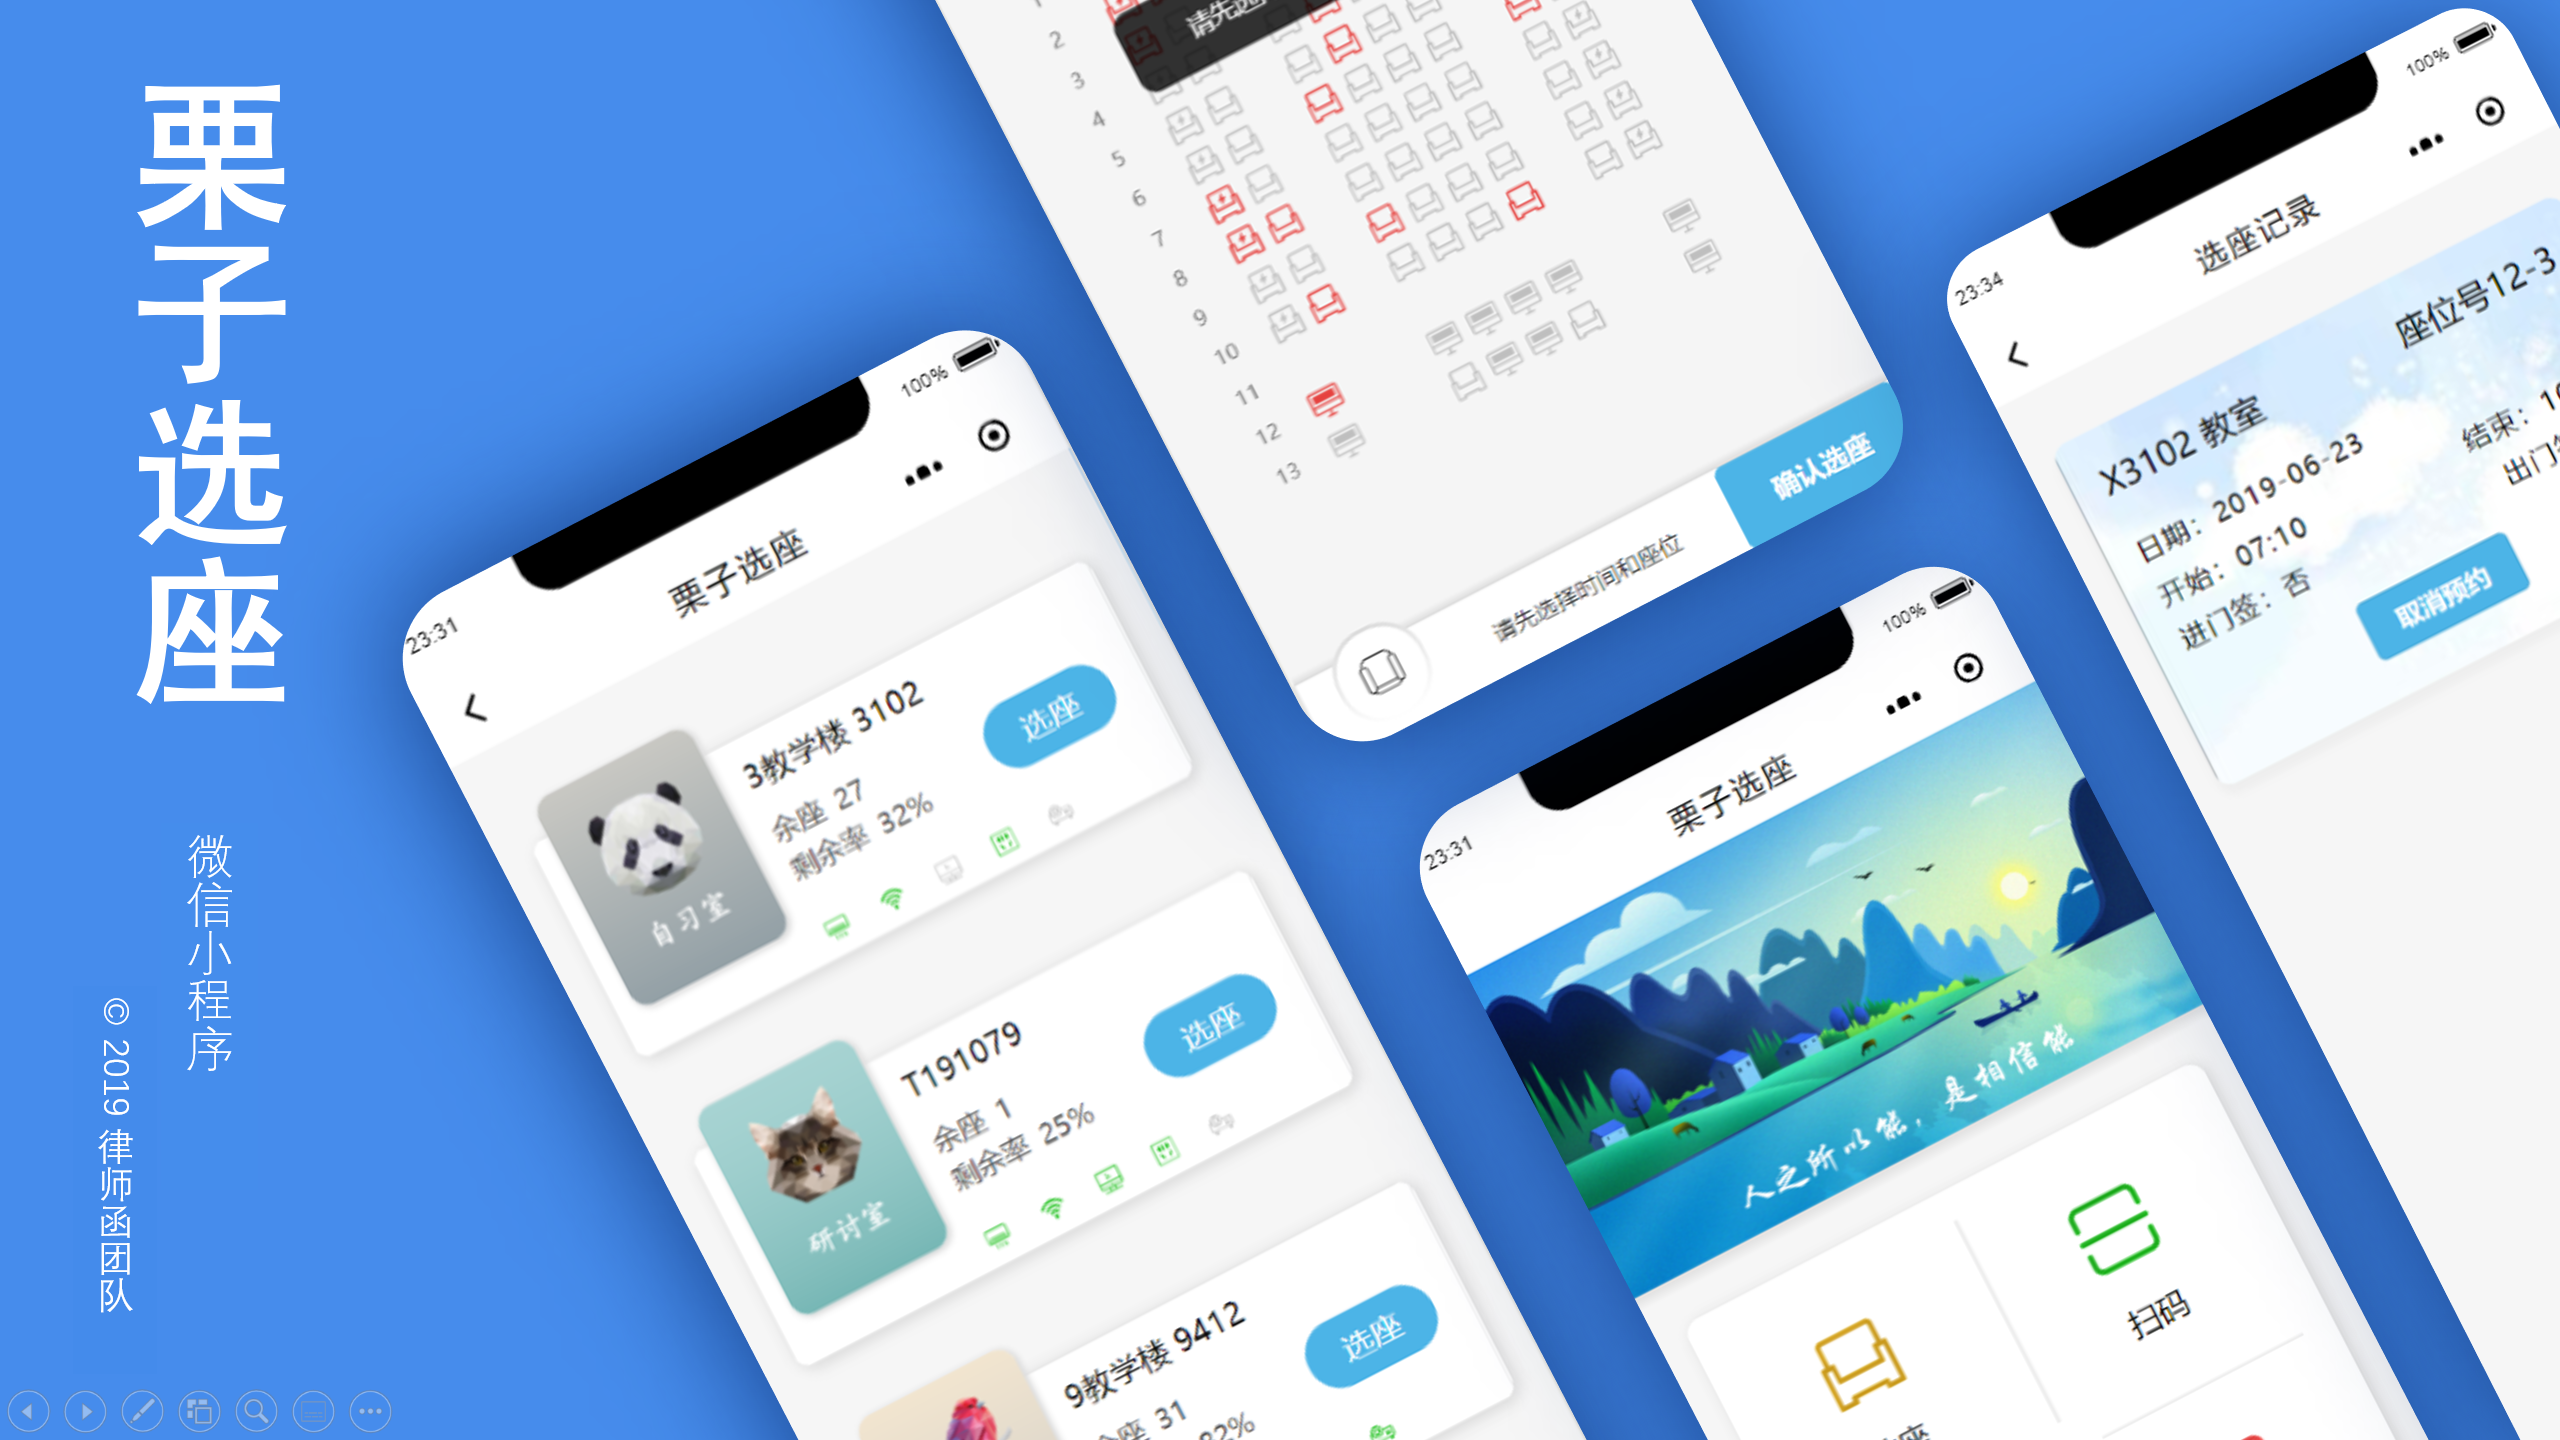 栗子选座
微信小程序
© 2019 律师函团队
23:31
100%
栗子选座
3教学楼 3102
余座 27
剩余率 32%
选座
自习室
T191079
余座 1
剩余率 25%
选座
研讨室
9教学楼 9412
余座 31
82%
选座
请先选
2
3
4
5
6
7
8
9
10
11
12
13
请先选择时间和座位
确认选座
23:31
100%
栗子选座
人之所以能，是相信能
扫码
座
23:34
100%
选座记录
座位号12-3
X3102 教室
日期：2019-06-23
开始：07:10
结束：
进门签：否
出门
取消预约